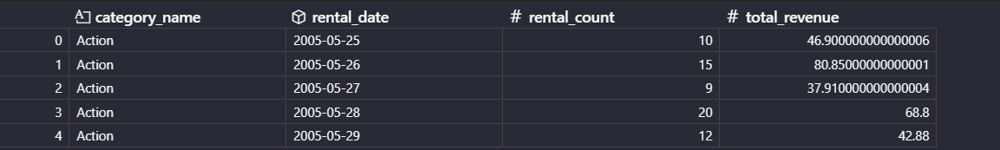 category_name rental_date # rental_count # total_revenue
0 Action 2005-05-25 10 46.900000000000006
1 Action 2005-05-26 15 80.85000000000001
2 Action 2005-05-27 9 37.910000000000004
3 Action 2005-05-28 20 68.8
4 Action 2005-05-29 12 42.88